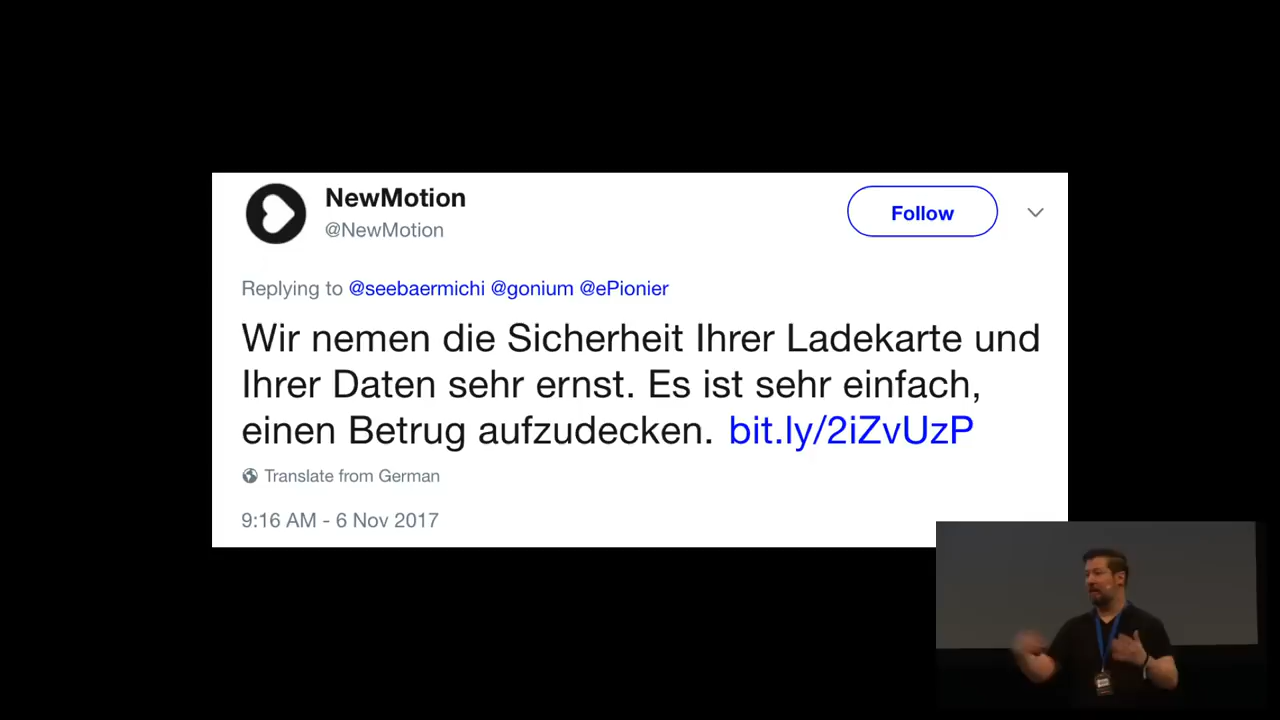 NewMotion
@NewMotion
Follow
Replying to @seebaermichi @gonium @ePionier
Wir nemen die Sicherheit Ihrer Ladekarte und
Ihrer Daten sehr ernst. Es ist sehr einfach,
einen Betrug aufzudecken. bit.ly/2iZvUzP
Translate from German
9:16 AM - 6 Nov 2017